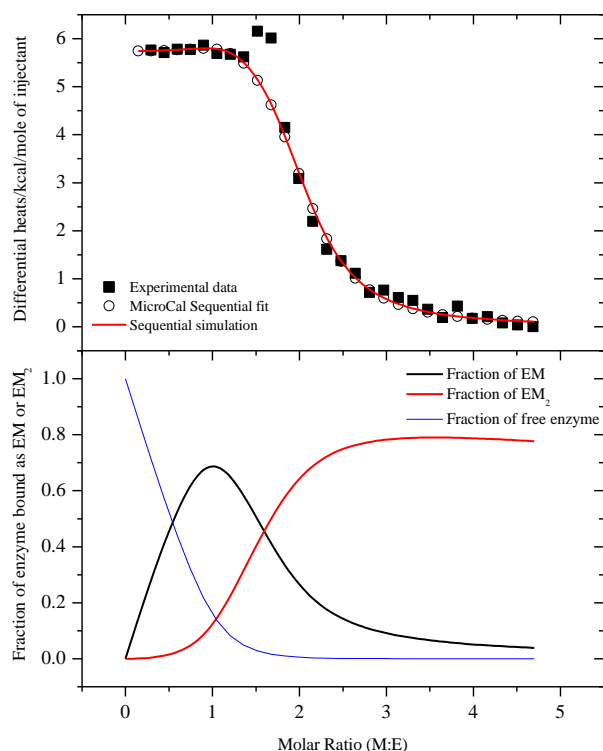 6
5
4
3
2
1
0
Differential heats/kcal/mole of injectant
Experimental data
MicroCal Sequential fit
Sequential simulation
1.0
0.8
0.6
0.4
0.2
0.0
Fraction of enzyme bound as EM or EM₂
Fraction of EM
Fraction of EM₂
Fraction of free enzyme
0 1 2 3 4 5
Molar Ratio (M:E)